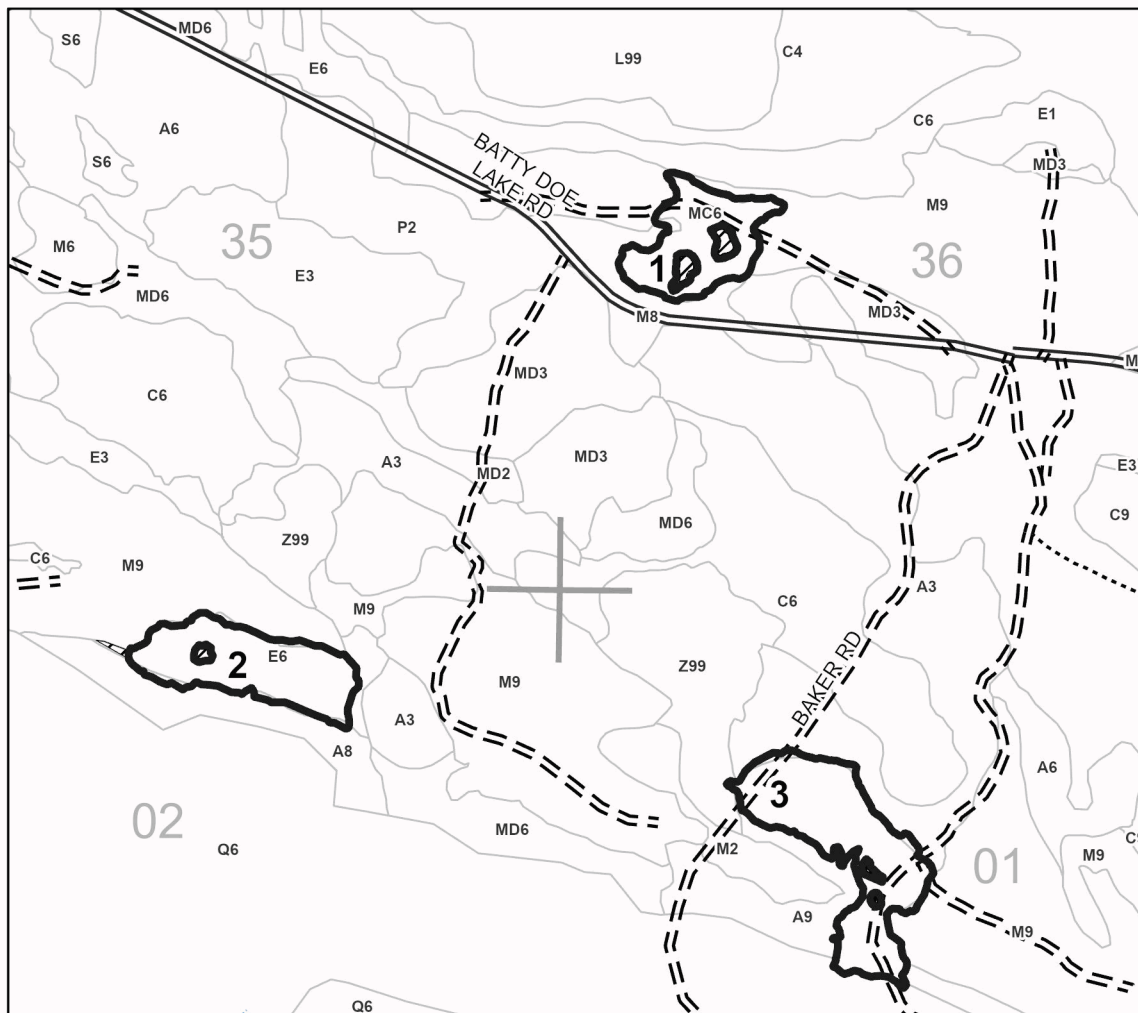 MD6
S6
L99
C4
E6
E1
C6
A6
BATTY DOE
LAKE RD
S6
MD3
MC6
M9
P2
35
M6
36
1
E3
MD6
MD3
M8
M
MD3
C6
E3
A3
MD3
E3
MD2
C9
MD6
Z99
C6
M9
A3
C6
M9
E6
2
Z99
M9
BAKER RD
A3
A8
A6
3
02
MD6
Q6
M2
M9
01
A9
M9
Q6